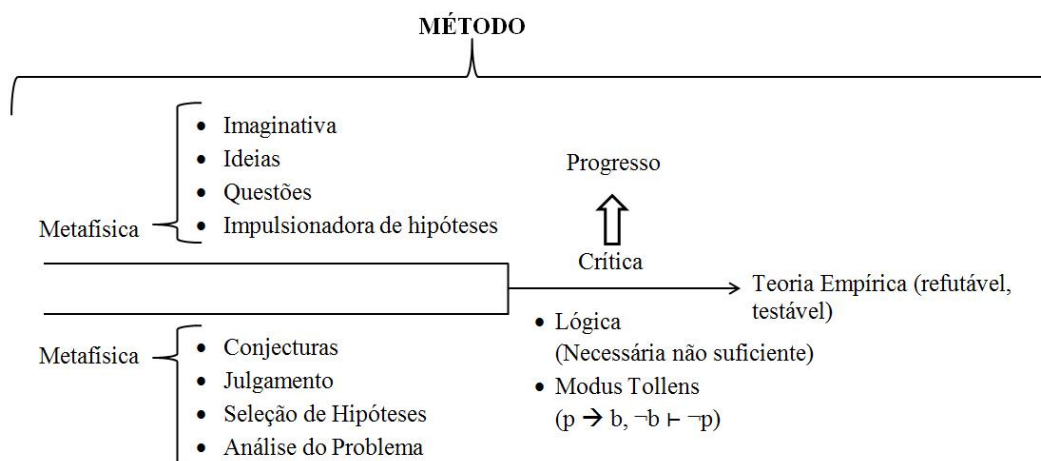 MÉTODO
Metafísica
• Imaginativa
• Ideias
• Questões
• Impulsionadora de hipóteses
Metafísica
• Conjecturas
• Julgamento
• Seleção de Hipóteses
• Análise do Problema
Progresso
Crítica
• Lógica
(Necessária não suficiente)
• Modus Tollens
(p → b, ¬b ⊢ ¬p)
Teoria Empírica (refutável,
testável)